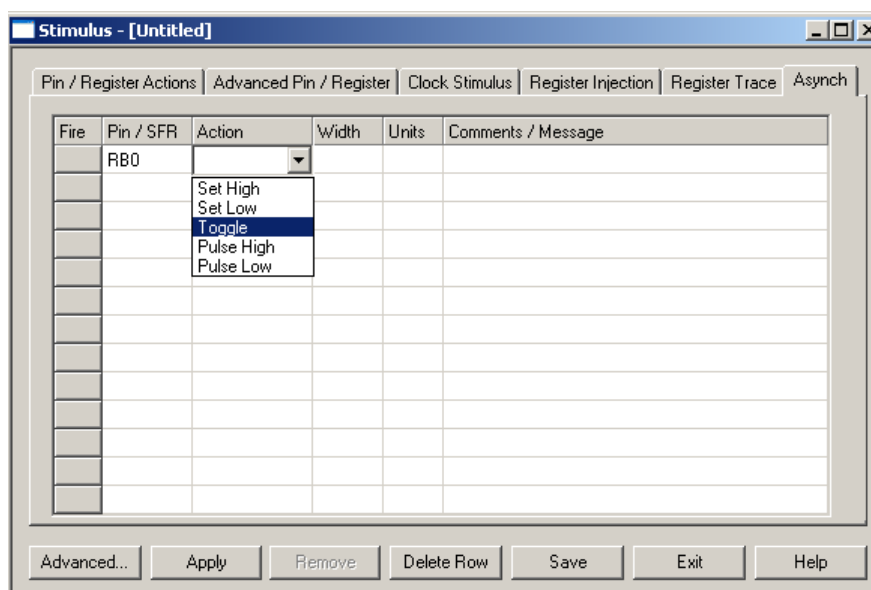 Stimulus - [Untitled]
Pin / Register Actions Advanced Pin / Register Clock Stimulus Register Injection Register Trace Asynch
Fire Pin / SFR Action Width Units Comments / Message
RB0
Set High
Set Low
Toggle
Pulse High
Pulse Low
Advanced... Apply Remove Delete Row Save Exit Help